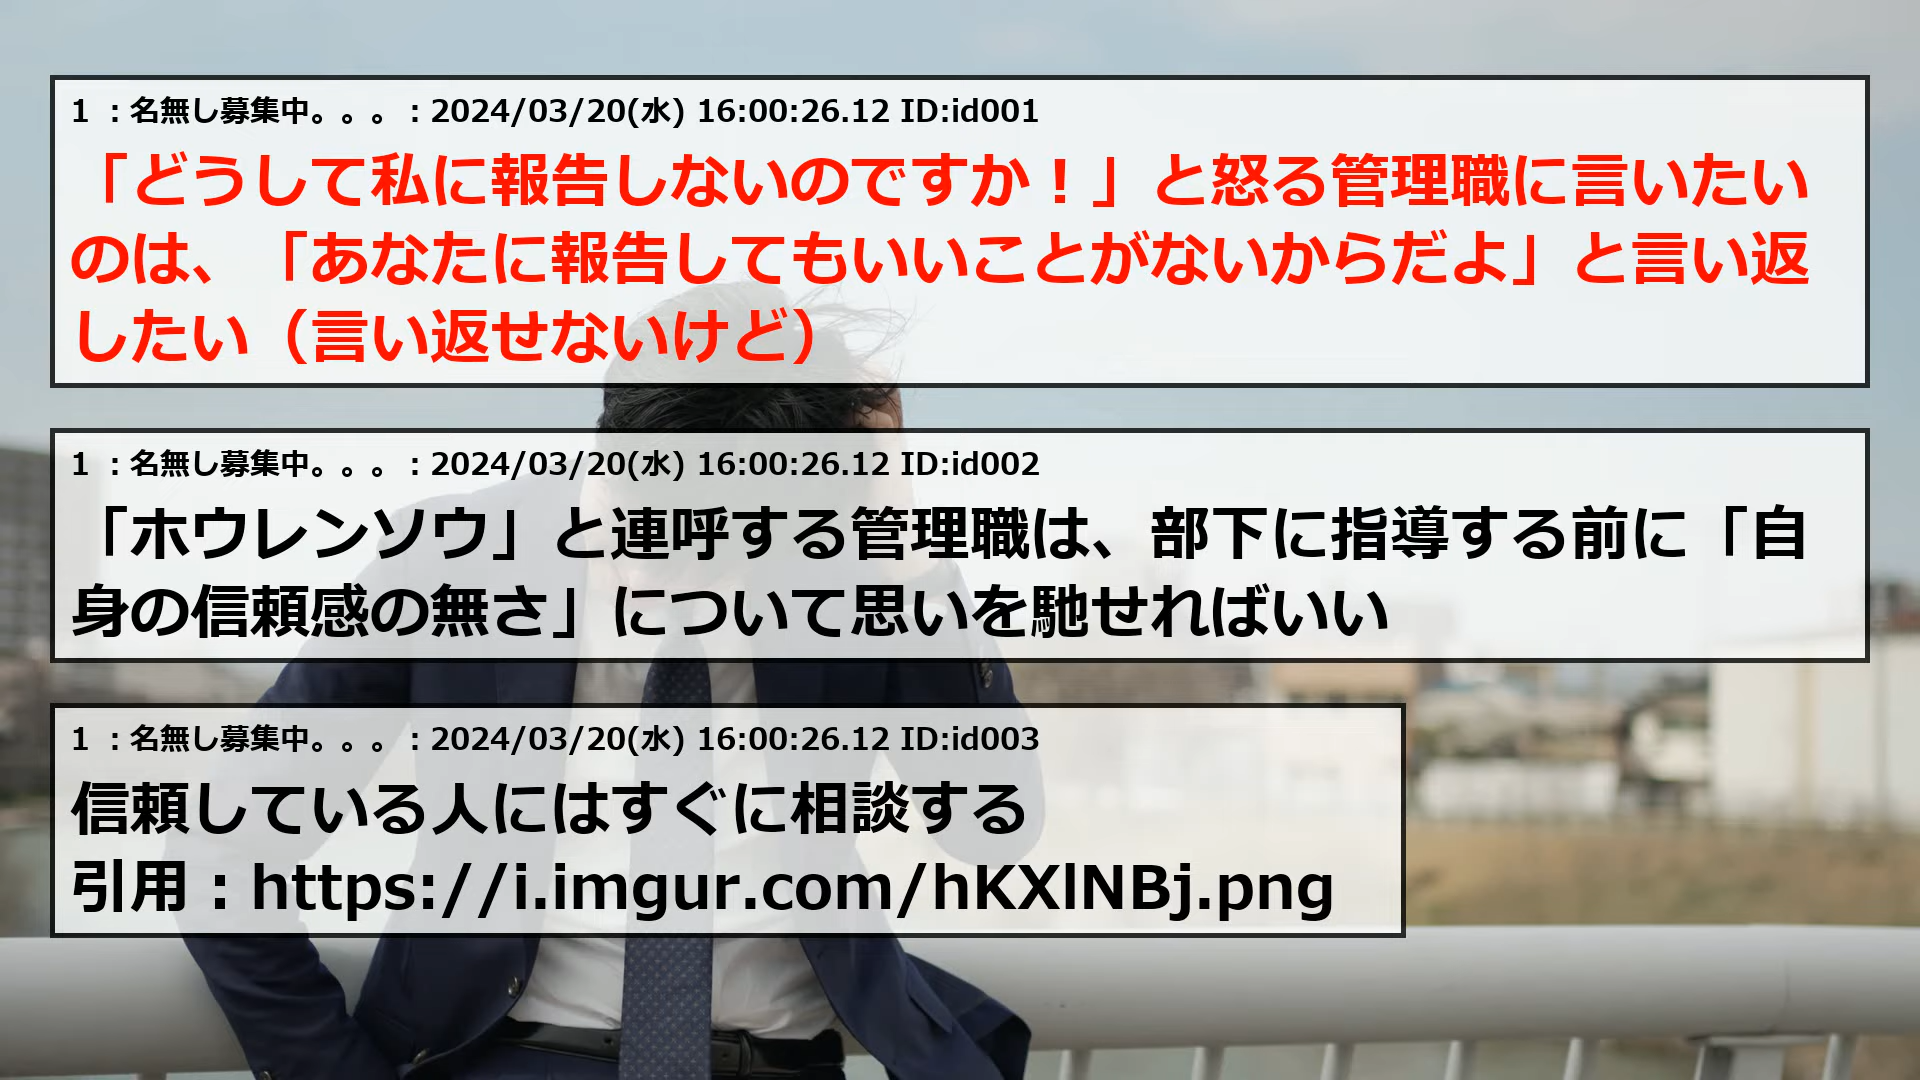 1 ：名無し募集中。。。：2024/03/20(水) 16:00:26.12 ID:id001
「どうして私に報告しないのですか！」と怒る管理職に言いたい
のは、「あなたに報告してもいいことがないからだよ」と言い返
したい（言い返せないけど）
1 ：名無し募集中。。。：2024/03/20(水) 16:00:26.12 ID:id002
「ホウレンソウ」と連呼する管理職は、部下に指導する前に「自
身の信頼感の無さ」について思いを馳せればいい
1 ：名無し募集中。。。：2024/03/20(水) 16:00:26.12 ID:id003
信頼している人にはすぐに相談する
引用：https://i.imgur.com/hKXlNBj.png